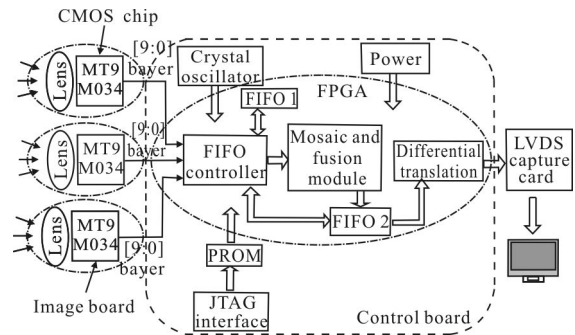 CMOS chip
[9:0]
bayer
Lens
MT9
M034
Crystal
oscillator
Power
FIFO 1
FPGA
[9:0]
bayer
Lens
MT9
M034
FIFO
controller
Mosaic and
fusion
module
Differential
translation
LVDS
capture
card
FIFO 2
Lens
MT9
M034
[9:0]
bayer
PROM
Image board
JTAG
interface
Control board